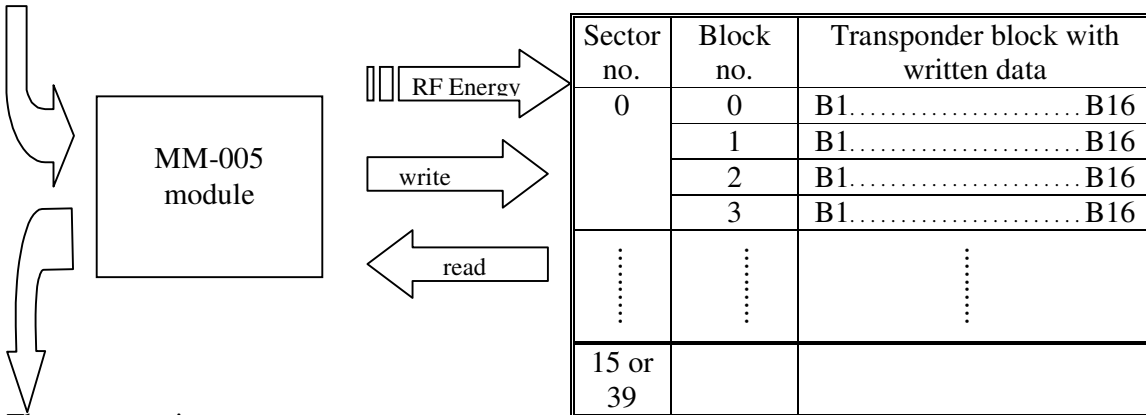 Sector no. Block no. Transponder block with written data
0 0 B1.......................B16
1 B1.......................B16
2 B1.......................B16
3 B1.......................B16
15 or 39
RF Energy
MM-005 module
write
read